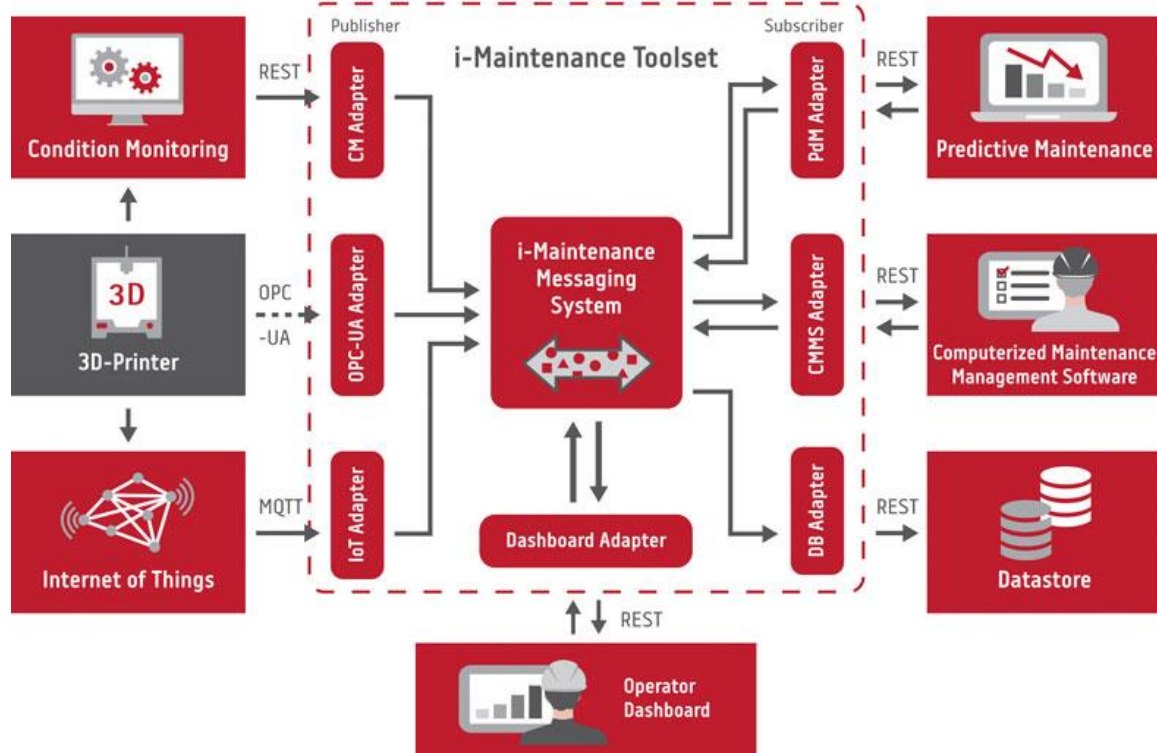 Publisher
Subscriber
i-Maintenance Toolset
REST
CM Adapter
PdM Adapter
REST
Condition Monitoring
Predictive Maintenance
3D
3D-Printer
OPC
-UA
OPC-UA Adapter
i-Maintenance
Messaging
System
CMMS Adapter
REST
Computerized Maintenance
Management Software
MQTT
IoT Adapter
Internet of Things
Dashboard Adapter
DB Adapter
REST
Datastore
REST
Operator
Dashboard